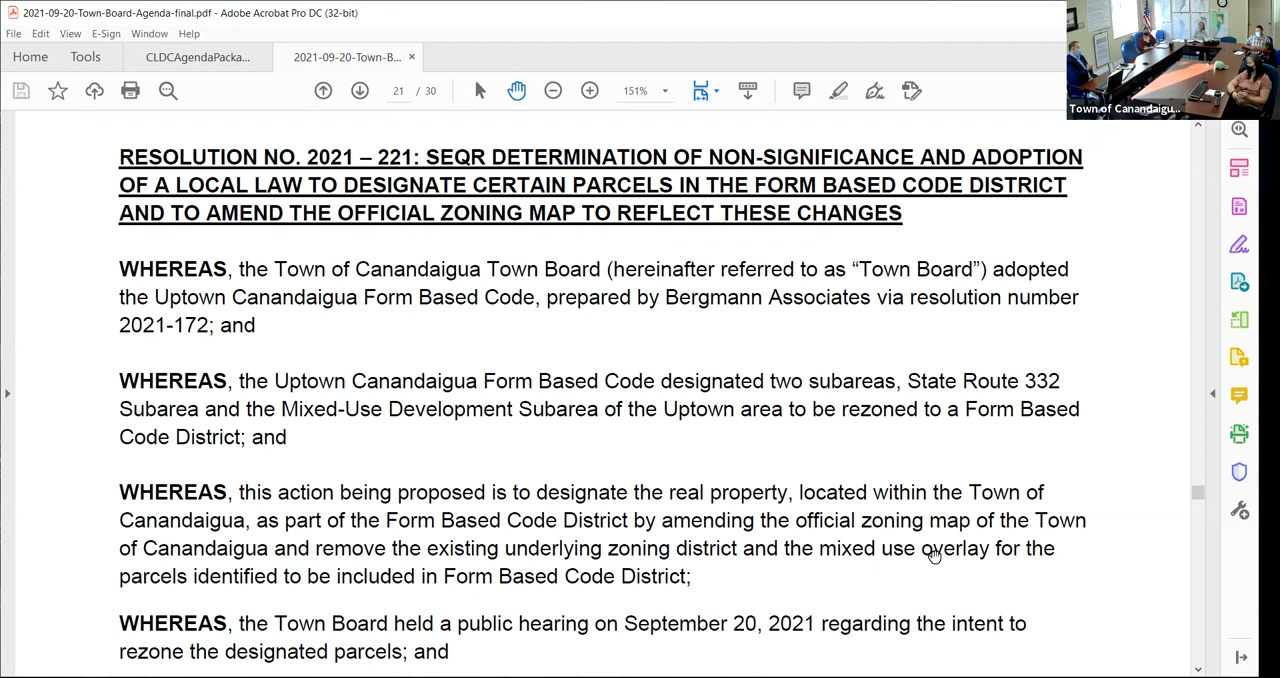 2021-09-20-Town-Board-Agenda-final.pdf - Adobe Acrobat Pro DC (32-bit)
File Edit View E-Sign Window Help
Home Tools CLDCAgendaPacka... 2021-09-20-Town-B... ×
21 / 30 151%
Town of Canandaigu...
RESOLUTION NO. 2021 – 221: SEQR DETERMINATION OF NON-SIGNIFICANCE AND ADOPTION
OF A LOCAL LAW TO DESIGNATE CERTAIN PARCELS IN THE FORM BASED CODE DISTRICT
AND TO AMEND THE OFFICIAL ZONING MAP TO REFLECT THESE CHANGES
WHEREAS, the Town of Canandaigua Town Board (hereinafter referred to as “Town Board”) adopted
the Uptown Canandaigua Form Based Code, prepared by Bergmann Associates via resolution number
2021-172; and
WHEREAS, the Uptown Canandaigua Form Based Code designated two subareas, State Route 332
Subarea and the Mixed-Use Development Subarea of the Uptown area to be rezoned to a Form Based
Code District; and
WHEREAS, this action being proposed is to designate the real property, located within the Town of
Canandaigua, as part of the Form Based Code District by amending the official zoning map of the Town
of Canandaigua and remove the existing underlying zoning district and the mixed use overlay for the
parcels identified to be included in Form Based Code District;
WHEREAS, the Town Board held a public hearing on September 20, 2021 regarding the intent to
rezone the designated parcels; and